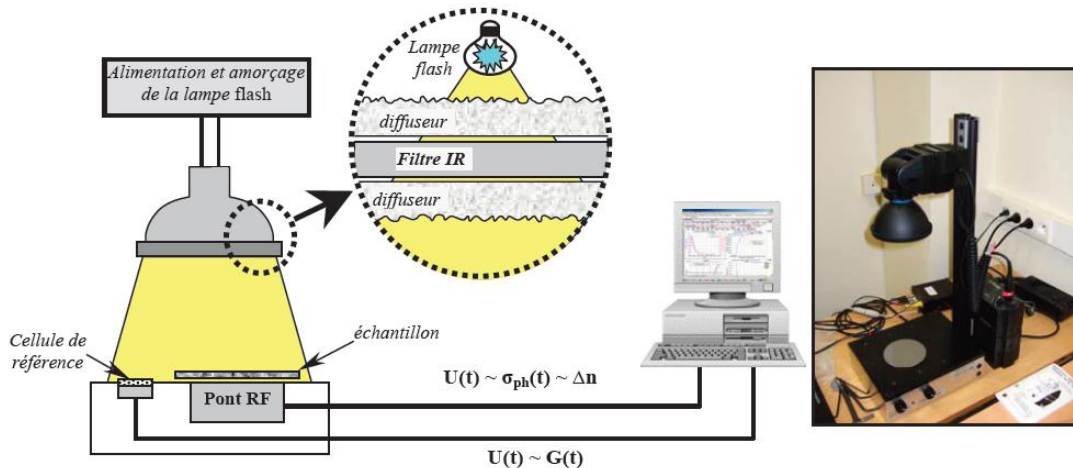 Alimentation et amorçage
de la lampe flash
Lampe
flash
diffuseur
Filtre IR
diffuseur
Cellule de
référence
échantillon
Pont RF
U(t) ~ σph(t) ~ Δn
U(t) ~ G(t)